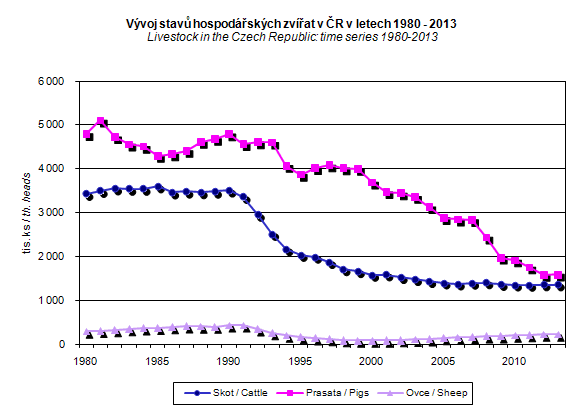 Vývoj stavů hospodářských zvířat v ČR v letech 1980 - 2013
Livestock in the Czech Republic: time series 1980-2013
tis. ks / th. heads
6 000
5 000
4 000
3 000
2 000
1 000
0
1980 1985 1990 1995 2000 2005 2010
Skot / Cattle Prasata / Pigs Ovce / Sheep